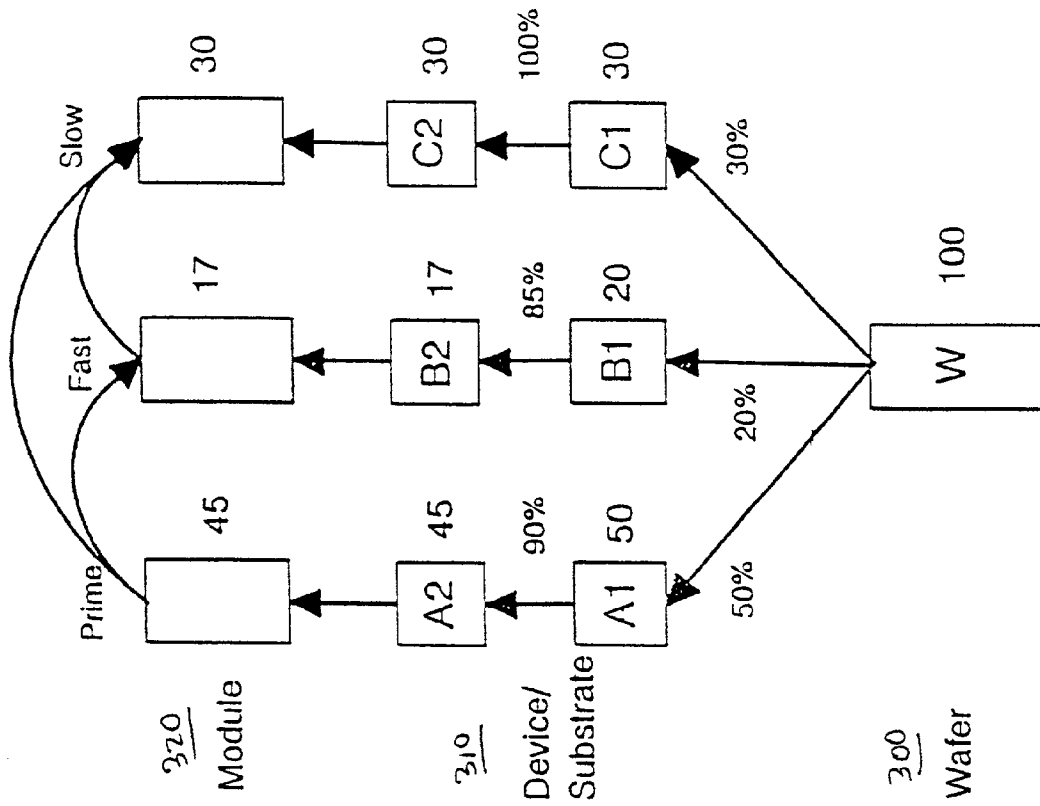 Prime
Fast
Slow
320
Module
45
17
30
310
Device/
Substrate
A2
45
B2
17
C2
30
90%
85%
100%
A1
50
B1
20
C1
30
50%
20%
30%
300
Wafer
W
100